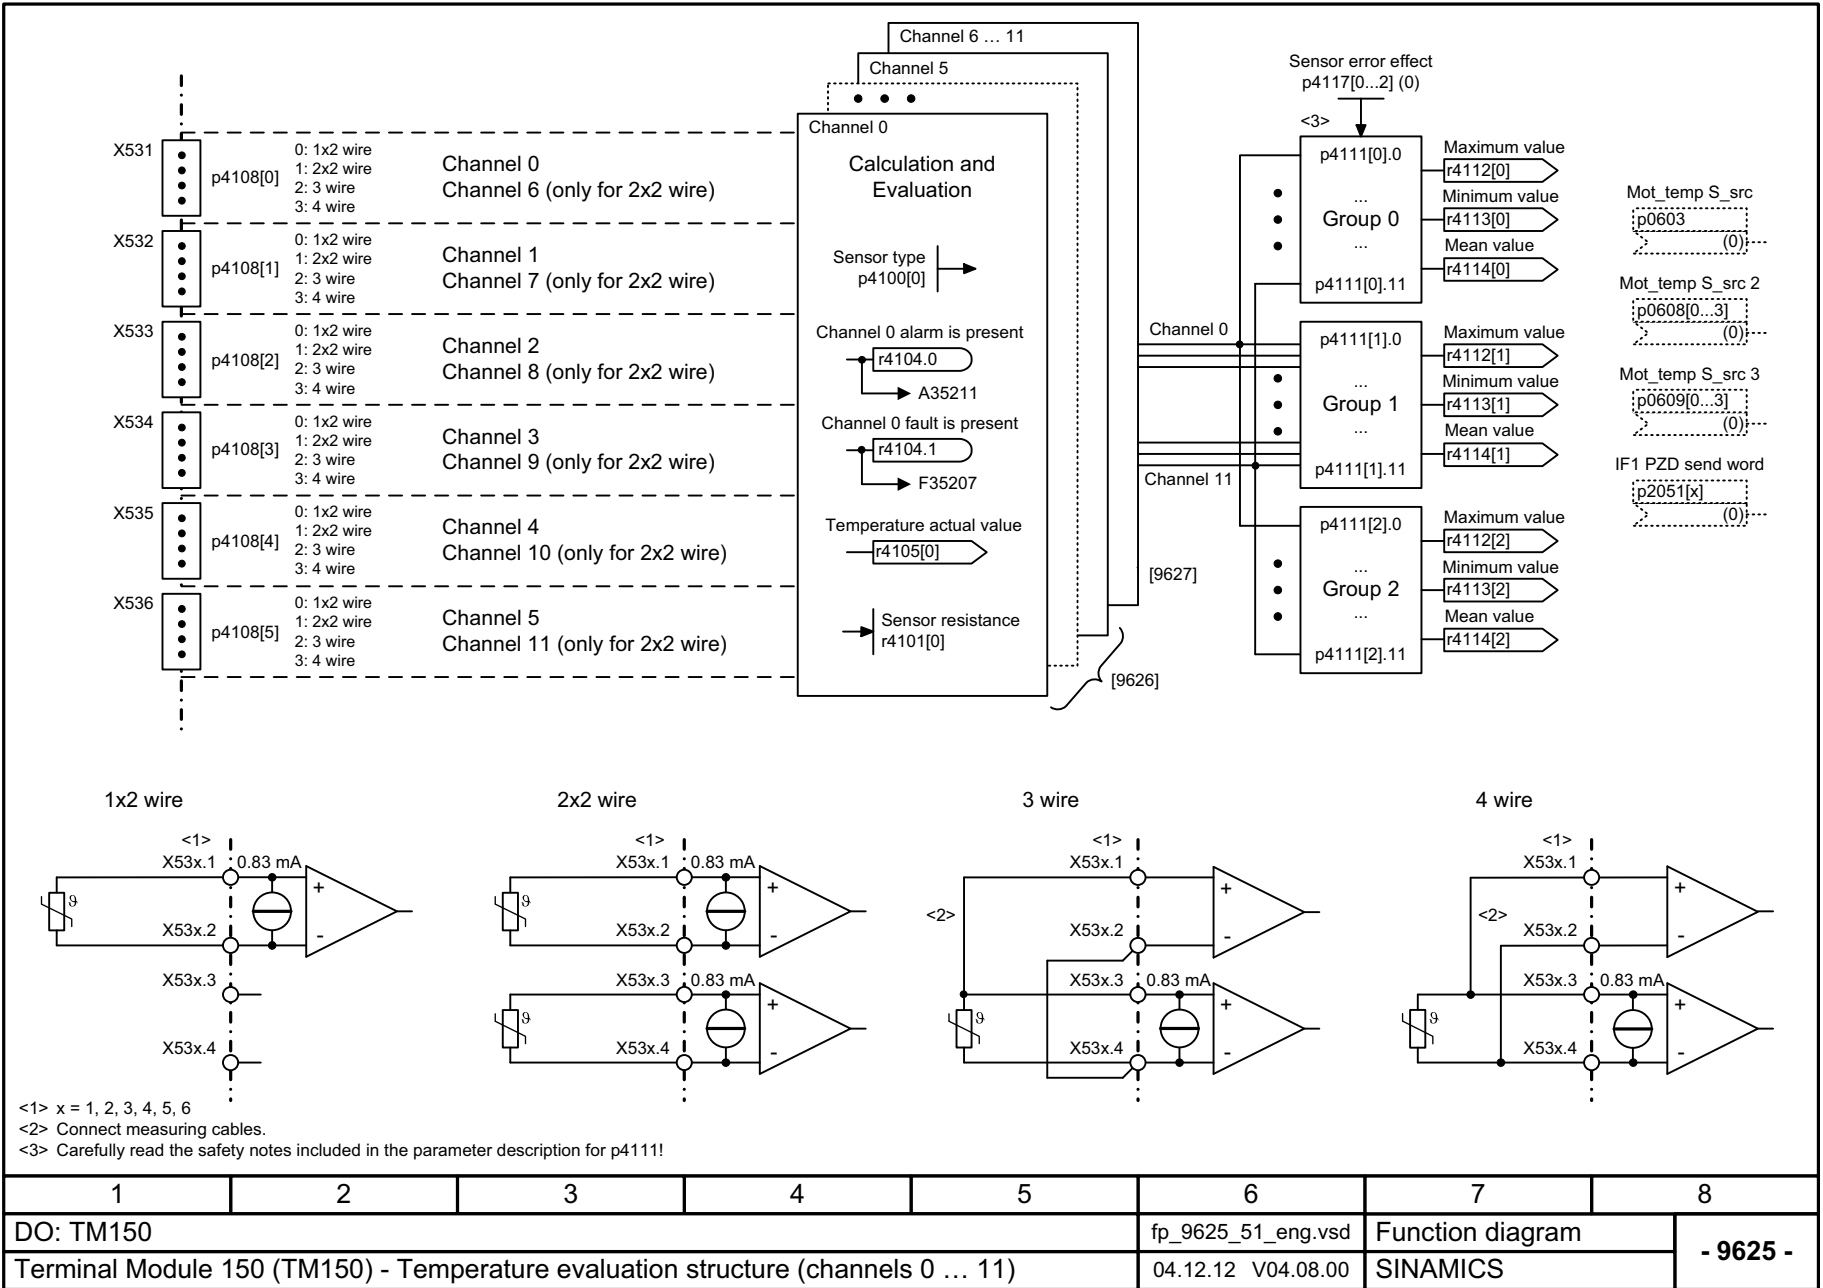 Channel 6 … 11
Channel 5
Channel 0
Calculation and
Evaluation
Sensor type
p4100[0]
Channel 0 alarm is present
r4104.0
A35211
Channel 0 fault is present
r4104.1
F35207
Temperature actual value
r4105[0]
Sensor resistance
r4101[0]
[9627]
[9626]
X531
p4108[0]
0: 1x2 wire
1: 2x2 wire
2: 3 wire
3: 4 wire
Channel 0
Channel 6 (only for 2x2 wire)
X532
p4108[1]
0: 1x2 wire
1: 2x2 wire
2: 3 wire
3: 4 wire
Channel 1
Channel 7 (only for 2x2 wire)
X533
p4108[2]
0: 1x2 wire
1: 2x2 wire
2: 3 wire
3: 4 wire
Channel 2
Channel 8 (only for 2x2 wire)
X534
p4108[3]
0: 1x2 wire
1: 2x2 wire
2: 3 wire
3: 4 wire
Channel 3
Channel 9 (only for 2x2 wire)
X535
p4108[4]
0: 1x2 wire
1: 2x2 wire
2: 3 wire
3: 4 wire
Channel 4
Channel 10 (only for 2x2 wire)
X536
p4108[5]
0: 1x2 wire
1: 2x2 wire
2: 3 wire
3: 4 wire
Channel 5
Channel 11 (only for 2x2 wire)
Channel 0
Channel 11
Sensor error effect
p4117[0...2] (0)
<3>
p4111[0].0
...
Group 0
...
p4111[0].11
Maximum value
r4112[0]
Minimum value
r4113[0]
Mean value
r4114[0]
p4111[1].0
...
Group 1
...
p4111[1].11
Maximum value
r4112[1]
Minimum value
r4113[1]
Mean value
r4114[1]
p4111[2].0
...
Group 2
...
p4111[2].11
Maximum value
r4112[2]
Minimum value
r4113[2]
Mean value
r4114[2]
Mot_temp S_src
p0603
(0)
Mot_temp S_src 2
p0608[0...3]
(0)
Mot_temp S_src 3
p0609[0...3]
(0)
IF1 PZD send word
p2051[x]
(0)
1x2 wire
<1>
X53x.1
0.83 mA
+
ϑ
X53x.2
-
X53x.3
X53x.4
2x2 wire
<1>
X53x.1
0.83 mA
+
ϑ
X53x.2
-
X53x.3
0.83 mA
+
ϑ
X53x.4
-
3 wire
<1>
X53x.1
+
<2>
X53x.2
-
X53x.3
0.83 mA
+
ϑ
X53x.4
-
4 wire
<1>
X53x.1
+
<2>
X53x.2
-
X53x.3
0.83 mA
+
ϑ
X53x.4
-
<1> x = 1, 2, 3, 4, 5, 6
<2> Connect measuring cables.
<3> Carefully read the safety notes included in the parameter description for p4111!
1 2 3 4 5 6 7 8
DO: TM150
fp_9625_51_eng.vsd
Function diagram
- 9625 -
Terminal Module 150 (TM150) - Temperature evaluation structure (channels 0 … 11)
04.12.12 V04.08.00
SINAMICS